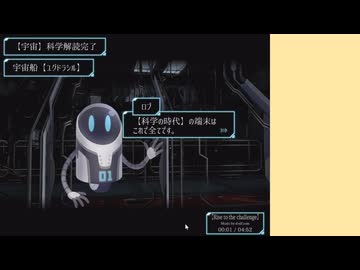 【宇宙】科学解読完了
宇宙船【ユグドラシル】
ロブ
【科学の時代】の端末は
これで全てです。
01
【Rise to the challenge】
00:01 / 04:52